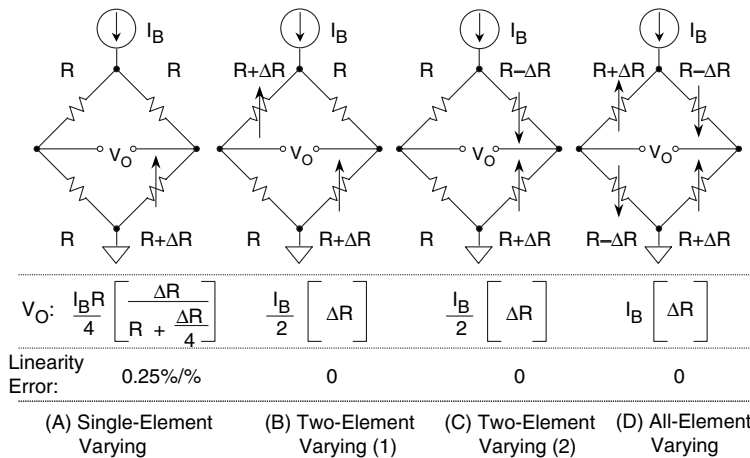 I_B I_B I_B I_B
R R R+ΔR R R R−ΔR R+ΔR R−ΔR
V_O V_O V_O V_O
R R+ΔR R R+ΔR R R+ΔR R−ΔR R+ΔR
V_O: I_B R / 4 [ ΔR / (R + ΔR/4) ] I_B / 2 [ ΔR ] I_B / 2 [ ΔR ] I_B [ ΔR ]
Linearity
Error: 0.25%/% 0 0 0
(A) Single-Element (B) Two-Element (C) Two-Element (D) All-Element
Varying Varying (1) Varying (2) Varying